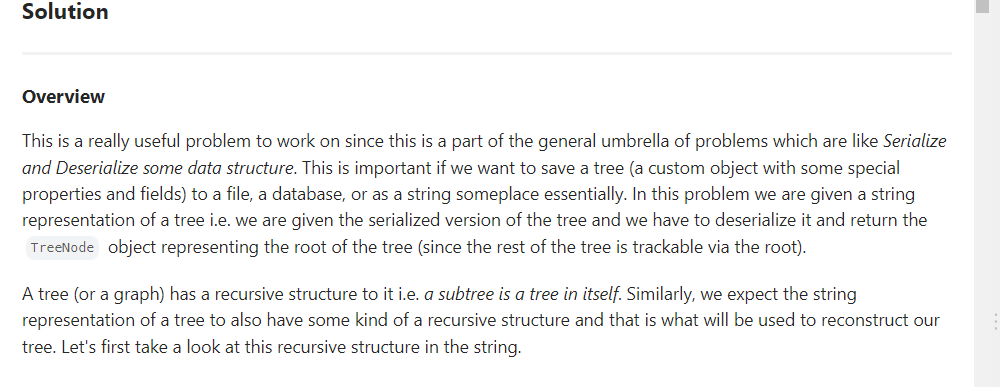 Solution
Overview
This is a really useful problem to work on since this is a part of the general umbrella of problems which are like Serialize
and Deserialize some data structure. This is important if we want to save a tree (a custom object with some special
properties and fields) to a file, a database, or as a string someplace essentially. In this problem we are given a string
representation of a tree i.e. we are given the serialized version of the tree and we have to deserialize it and return the
TreeNode object representing the root of the tree (since the rest of the tree is trackable via the root).
A tree (or a graph) has a recursive structure to it i.e. a subtree is a tree in itself. Similarly, we expect the string
representation of a tree to also have some kind of a recursive structure and that is what will be used to reconstruct our
tree. Let's first take a look at this recursive structure in the string.